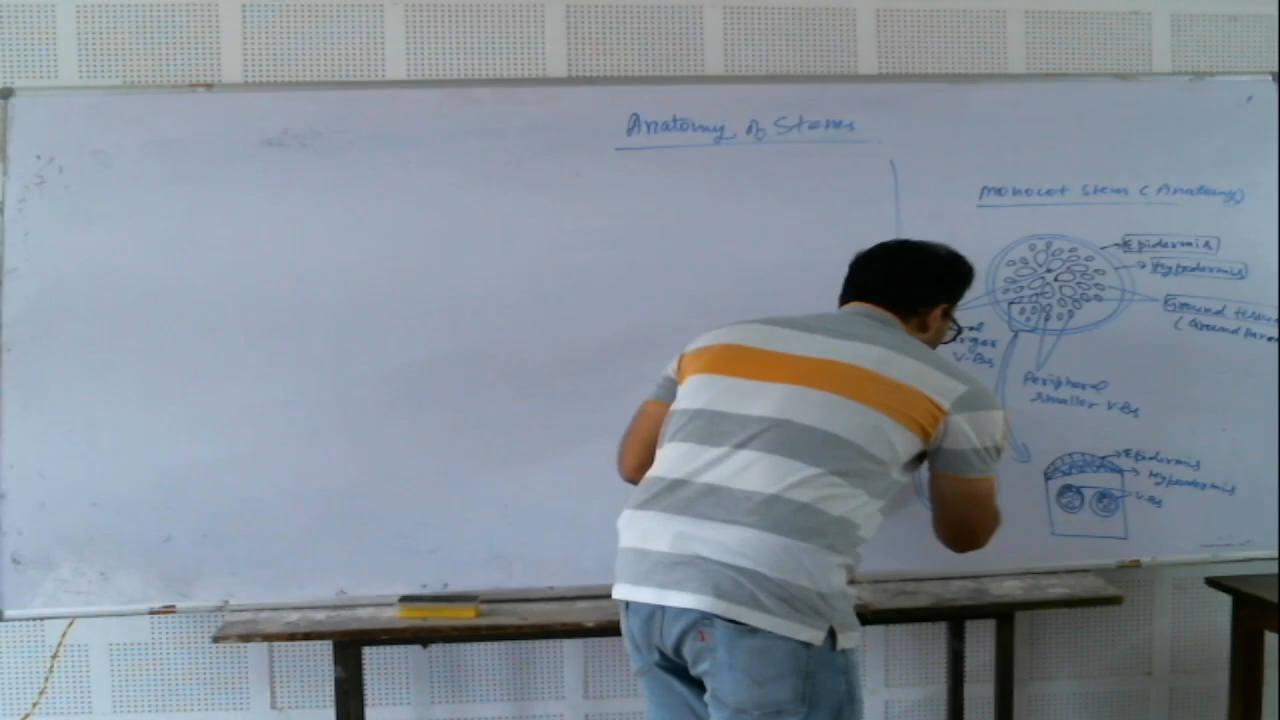 Anatomy of Stems
Monocot Stem (Anatomy)
Epidermis
Hypodermis
Ground tissue
(Ground Paren
larger
V.Bs
Peripheral
Smaller V.Bs
Epidermis
Hypodermis
V.Bs